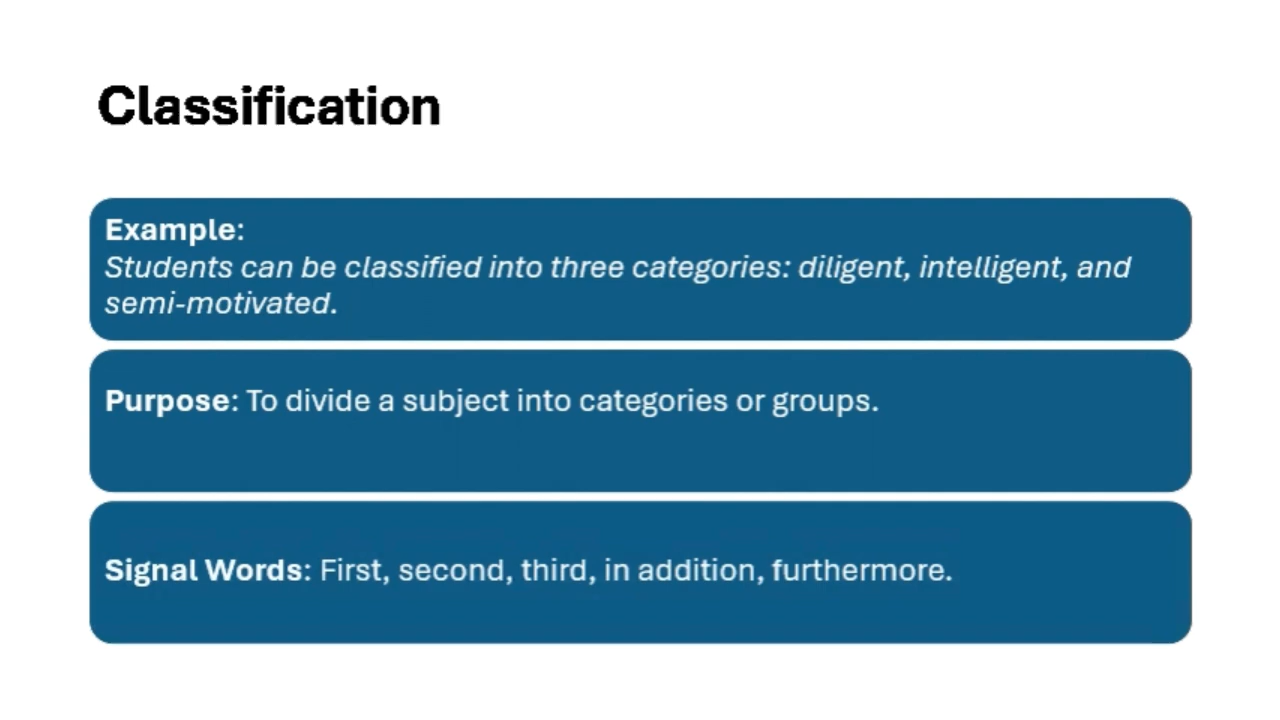 Classification
Example:
Students can be classified into three categories: diligent, intelligent, and
semi-motivated.
Purpose: To divide a subject into categories or groups.
Signal Words: First, second, third, in addition, furthermore.